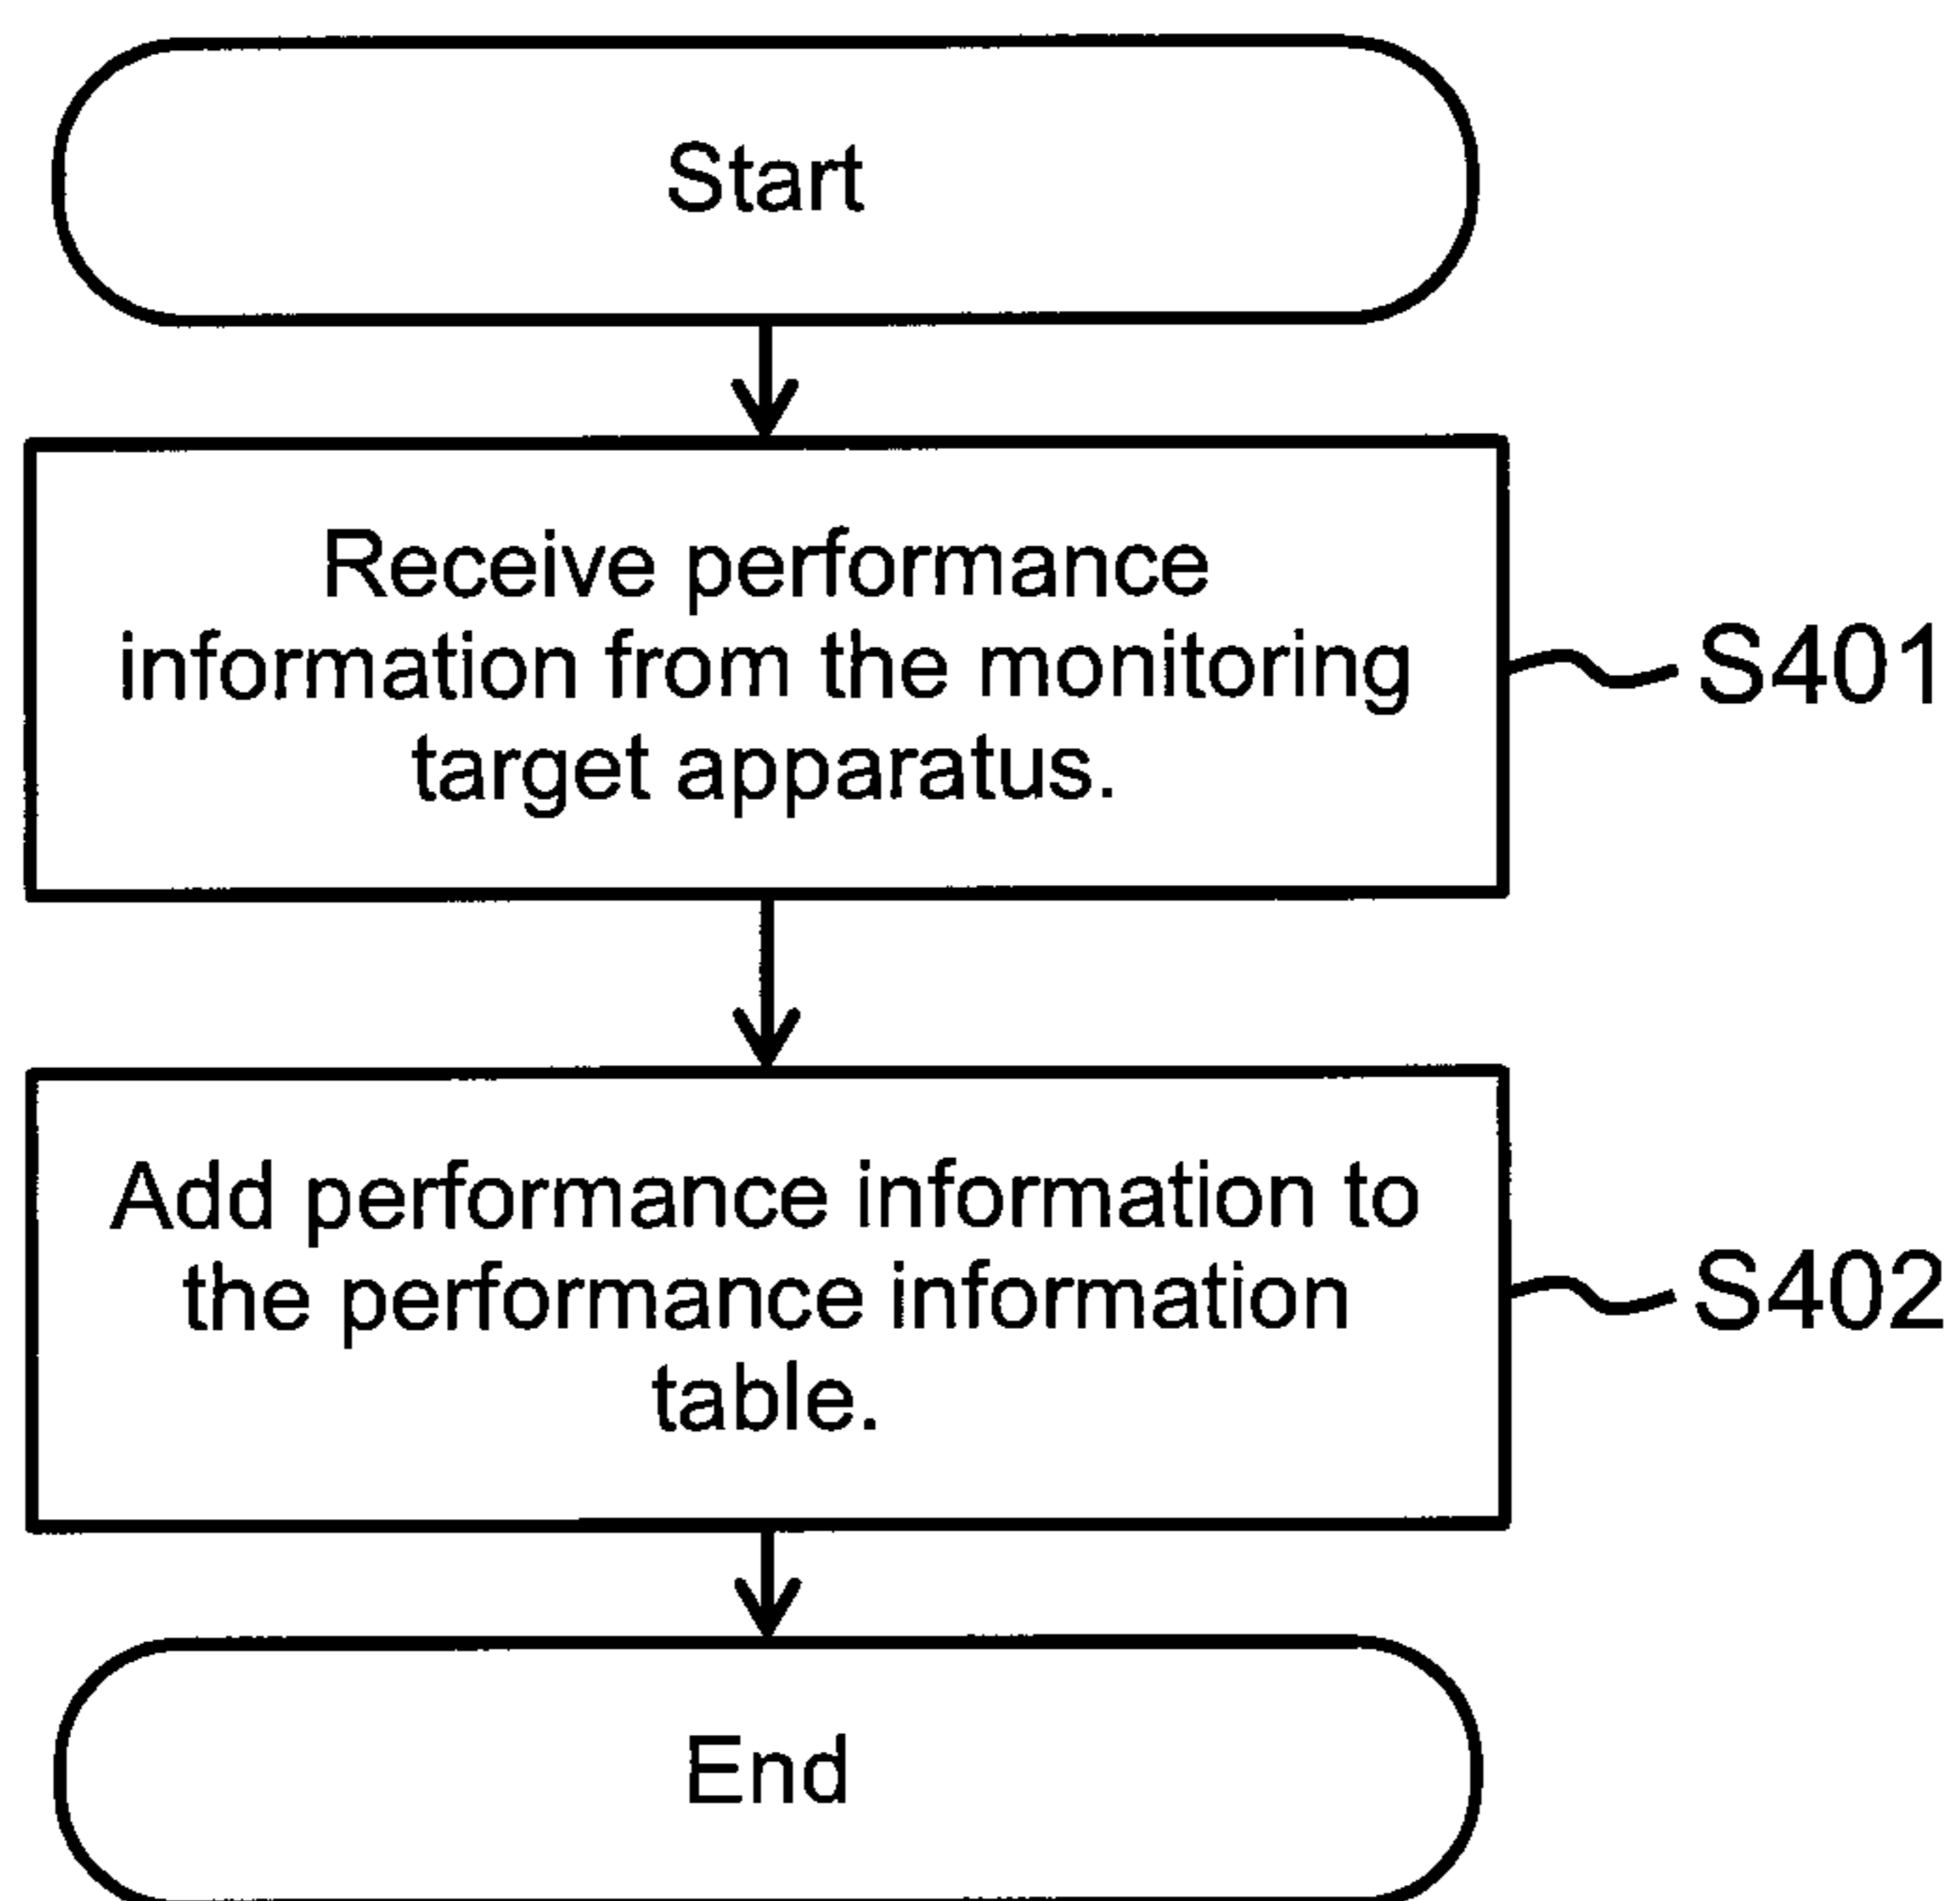 Start
Receive performance
information from the monitoring
target apparatus.
S401
Add performance information to
the performance information
table.
S402
End